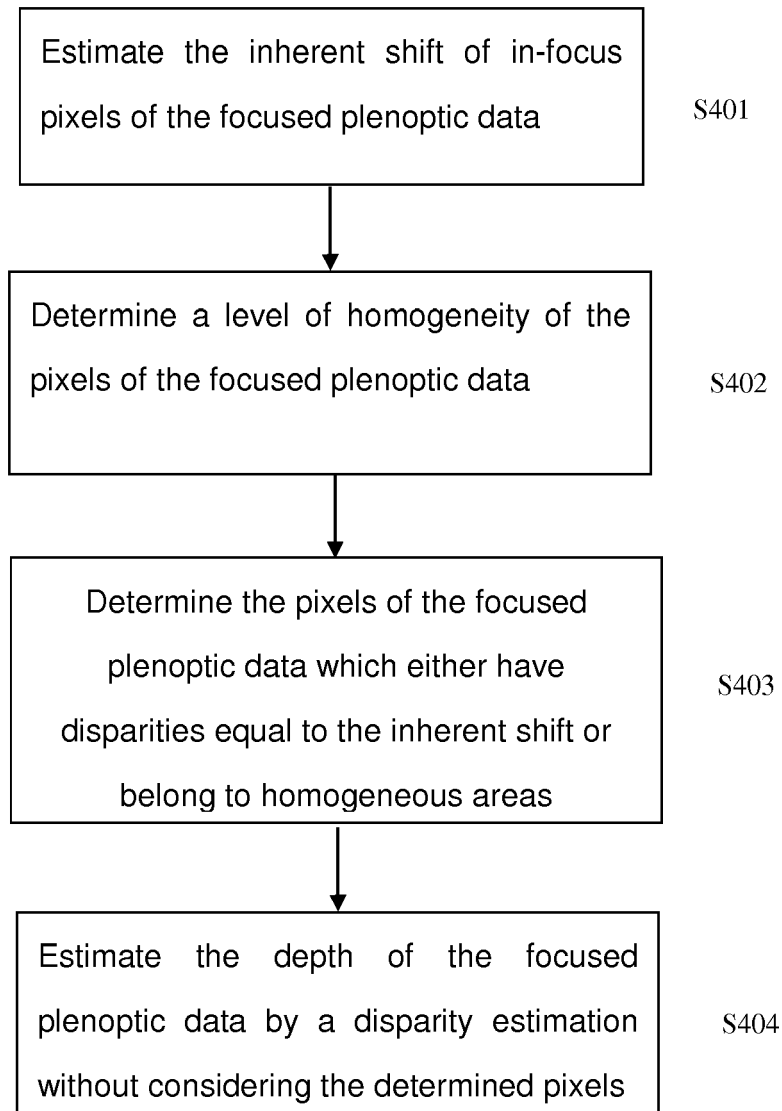 Estimate the inherent shift of in-focus
pixels of the focused plenoptic data
S401
Determine a level of homogeneity of the
pixels of the focused plenoptic data
S402
Determine the pixels of the focused
plenoptic data which either have
disparities equal to the inherent shift or
belong to homogeneous areas
S403
Estimate the depth of the focused
plenoptic data by a disparity estimation
without considering the determined pixels
S404